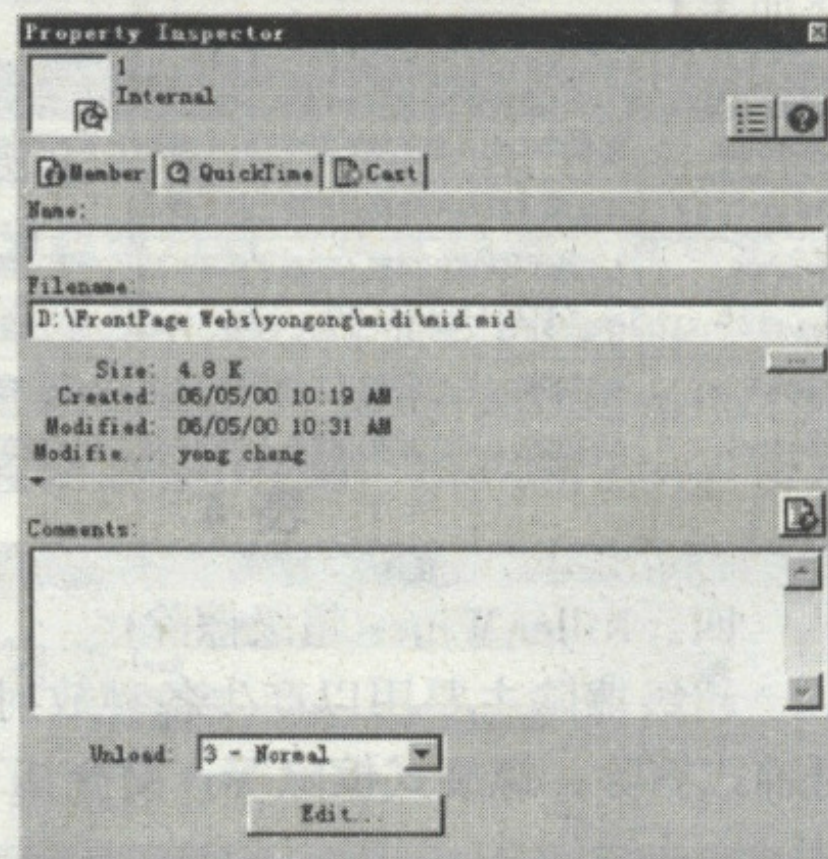 Property Inspector
1
Internal
Member QuickTime Cast
Name:
Filename:
D:\FrontPage Webs\yongong\midi\mid.mid
Size: 4.8 K
Created: 06/05/00 10:19 AM
Modified: 06/05/00 10:31 AM
Modifie... yong chang
Comments:
Unload: 3 - Normal
Edit...